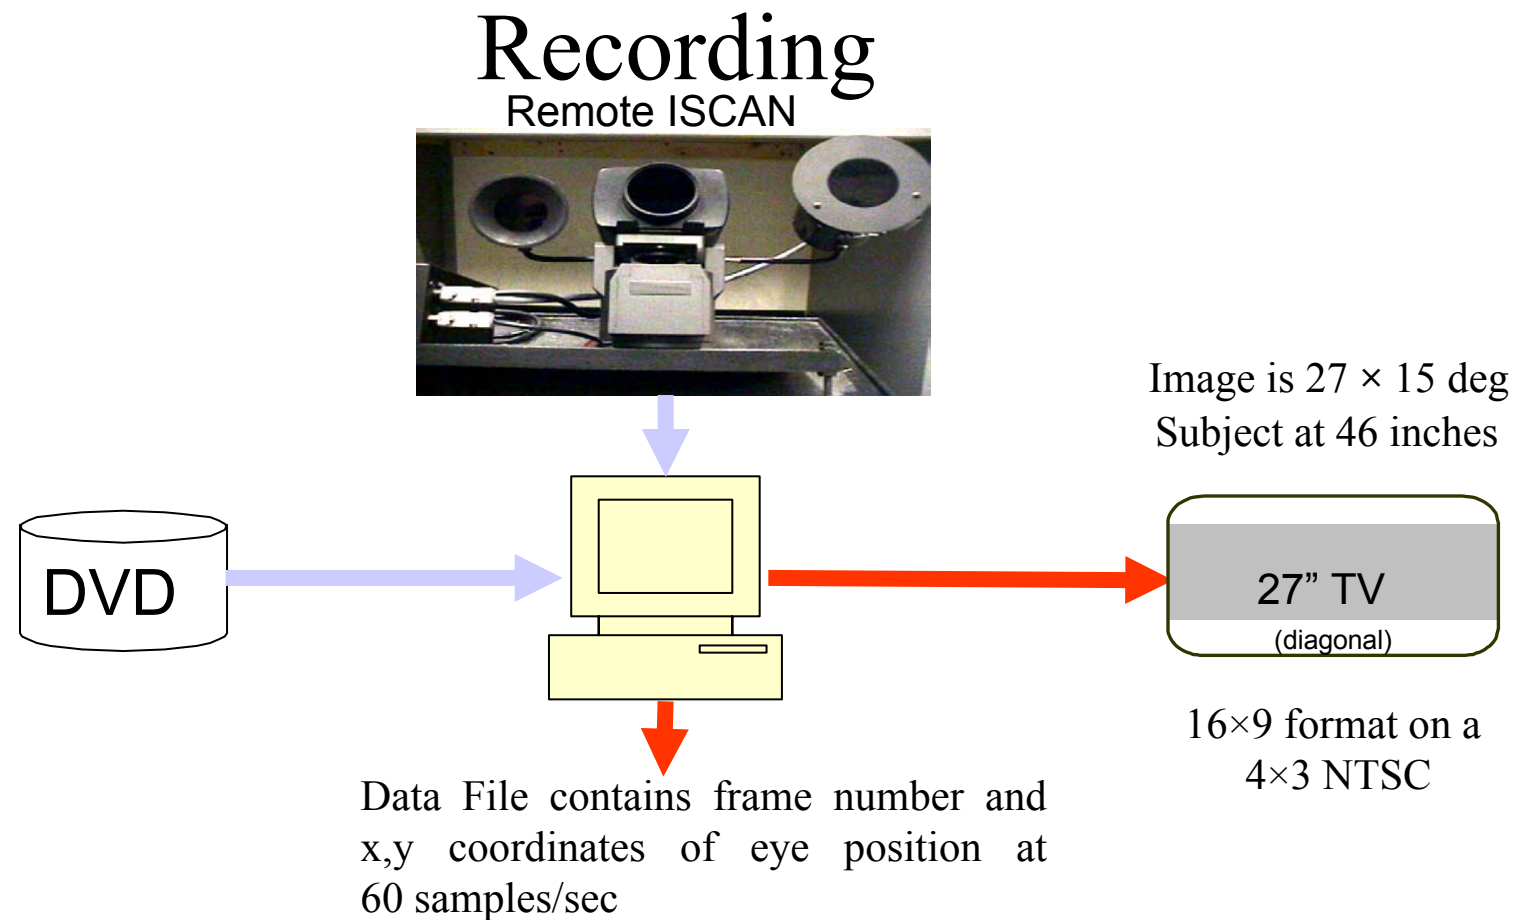 Recording
Remote ISCAN
Image is 27 × 15 deg
Subject at 46 inches
DVD
27” TV
(diagonal)
16×9 format on a
4×3 NTSC
Data File contains frame number and
x,y coordinates of eye position at
60 samples/sec